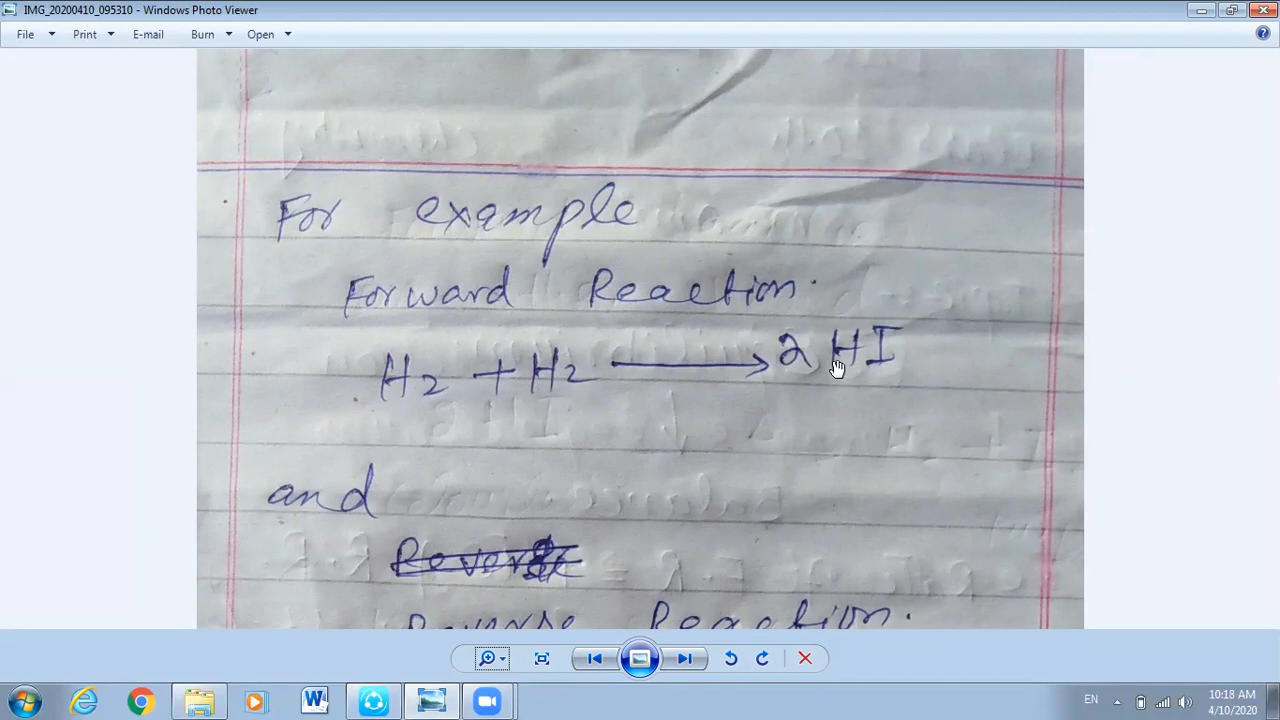 IMG_20200410_095310 - Windows Photo Viewer
File Print E-mail Burn Open
For example
Forward Reaction.
H2 + H2 ⟶ 2 HI
and
Reverse Reaction.
EN
10:18 AM
4/10/2020